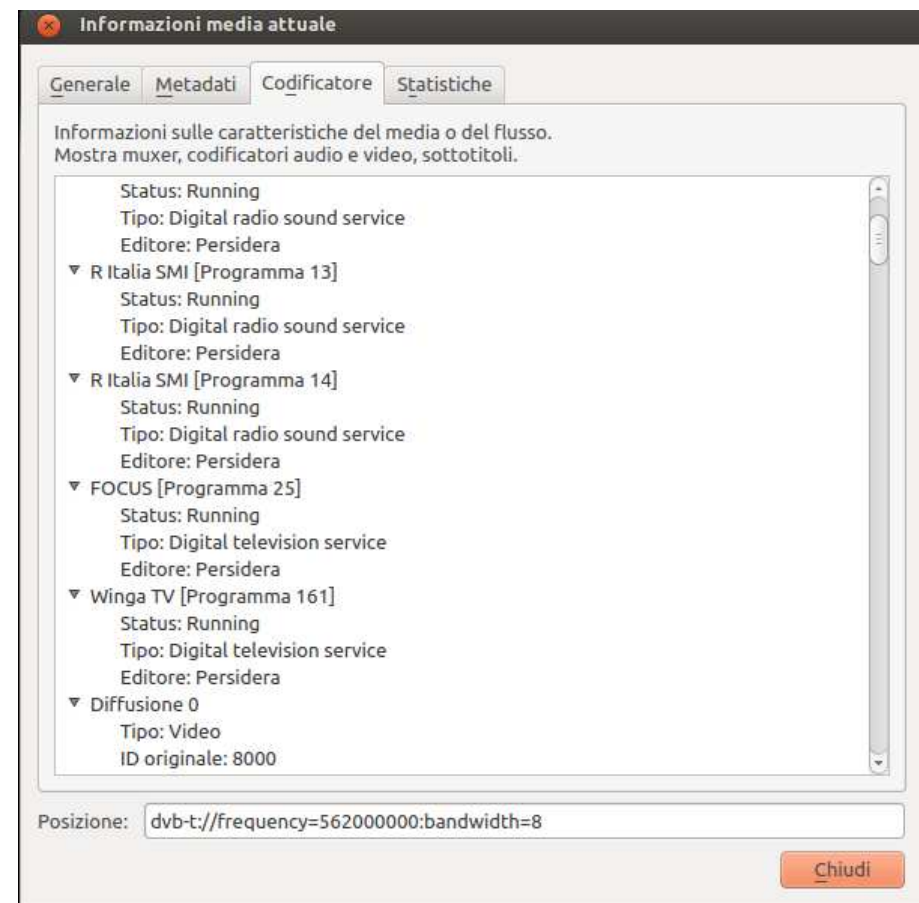 Informazioni media attuale
Generale Metadati Codificatore Statistiche
Informazioni sulle caratteristiche del media o del flusso.
Mostra muxer, codificatori audio e video, sottotitoli.
Status: Running
Tipo: Digital radio sound service
Editore: Persidera
R Italia SMI [Programma 13]
Status: Running
Tipo: Digital radio sound service
Editore: Persidera
R Italia SMI [Programma 14]
Status: Running
Tipo: Digital radio sound service
Editore: Persidera
FOCUS [Programma 25]
Status: Running
Tipo: Digital television service
Editore: Persidera
Winga TV [Programma 161]
Status: Running
Tipo: Digital television service
Editore: Persidera
Diffusione 0
Tipo: Video
ID originale: 8000
Posizione: dvb-t://frequency=562000000:bandwidth=8
Chiudi